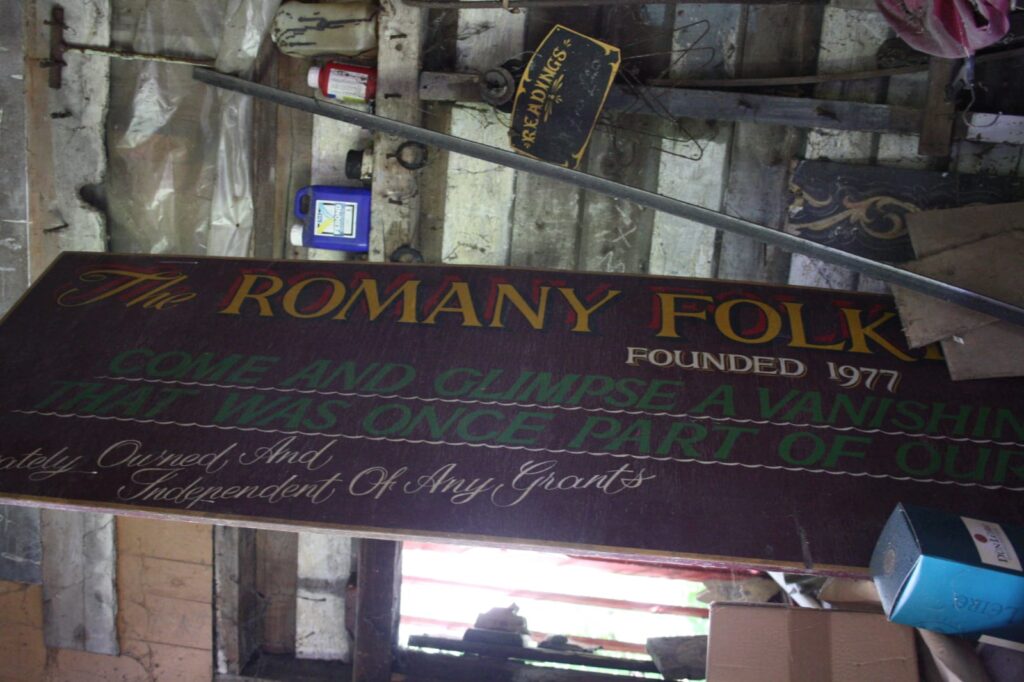 READINGS
The ROMANY FOLK
FOUNDED 1977
COME AND GLIMPSE A VANISHIN
THAT WAS ONCE PART OF OUR
ately Owned, And
Independent Of Any Grants